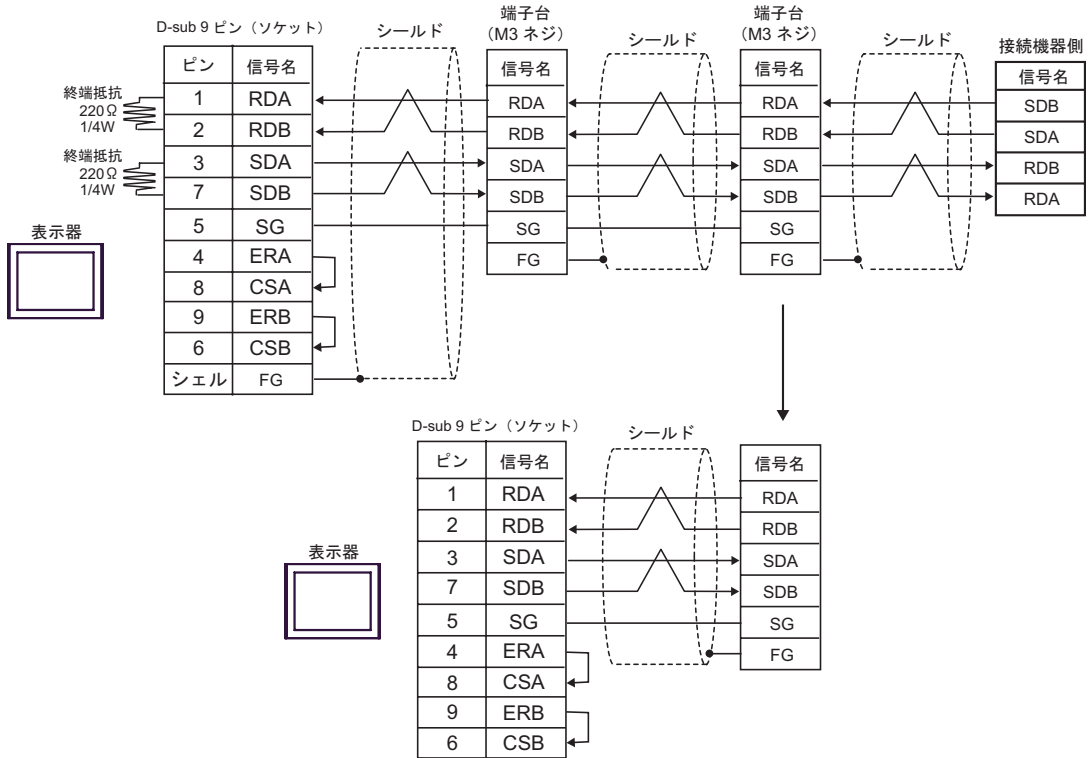 D-sub 9 ピン（ソケット）
シールド
端子台
（M3 ネジ）
シールド
端子台
（M3 ネジ）
シールド
接続機器側
終端抵抗
220Ω
1/4W
終端抵抗
220Ω
1/4W
表示器
ピン 信号名
1 RDA
2 RDB
3 SDA
7 SDB
5 SG
4 ERA
8 CSA
9 ERB
6 CSB
シェル FG
信号名
RDA
RDB
SDA
SDB
SG
FG
信号名
RDA
RDB
SDA
SDB
SG
FG
信号名
SDB
SDA
RDB
RDA
D-sub 9 ピン（ソケット）
シールド
表示器
ピン 信号名
1 RDA
2 RDB
3 SDA
7 SDB
5 SG
4 ERA
8 CSA
9 ERB
6 CSB
信号名
RDA
RDB
SDA
SDB
SG
FG